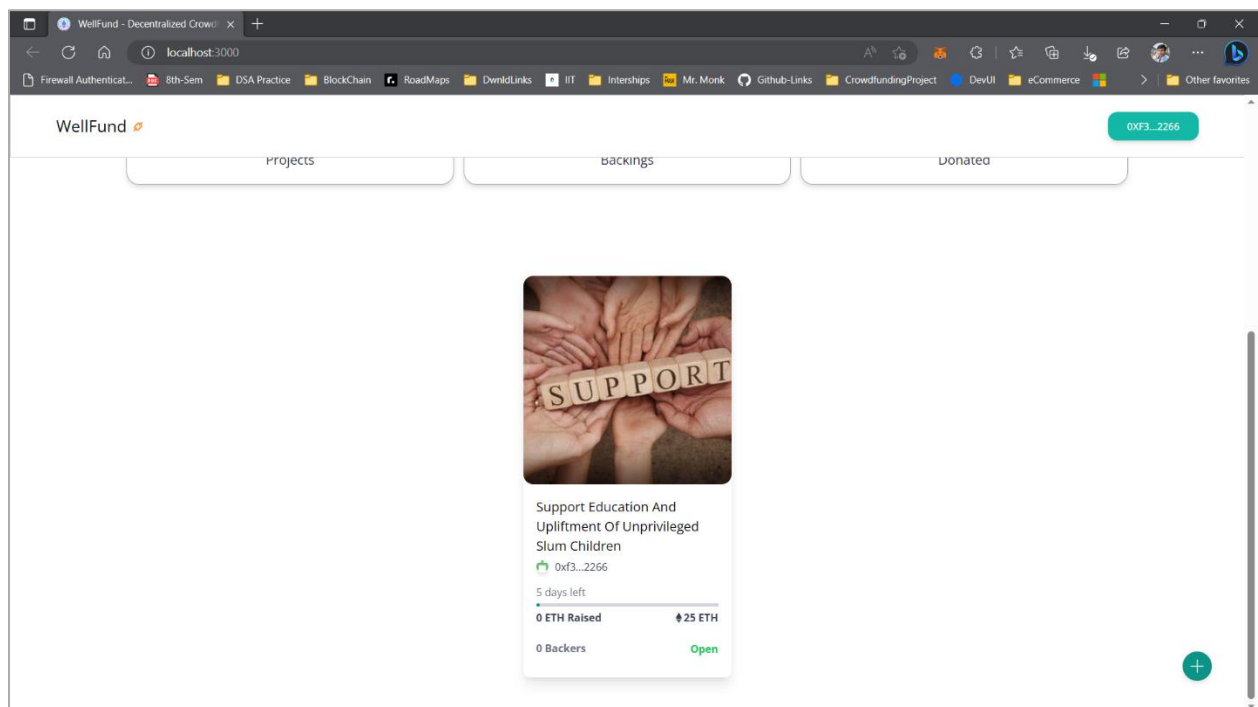 WellFund - Decentralized Crowd
localhost:3000
Firewall Authenticat... 8th-Sem DSA Practice BlockChain RoadMaps DwnldLinks IIT Interships Mr. Monk Github-Links CrowdfundingProject DevUI eCommerce Other favorites
WellFund 0XF3...2266
Projects Backings Donated
SUPPORT
Support Education And
Upliftment Of Unprivileged
Slum Children
0xf3...2266
5 days left
0 ETH Raised 25 ETH
0 Backers Open